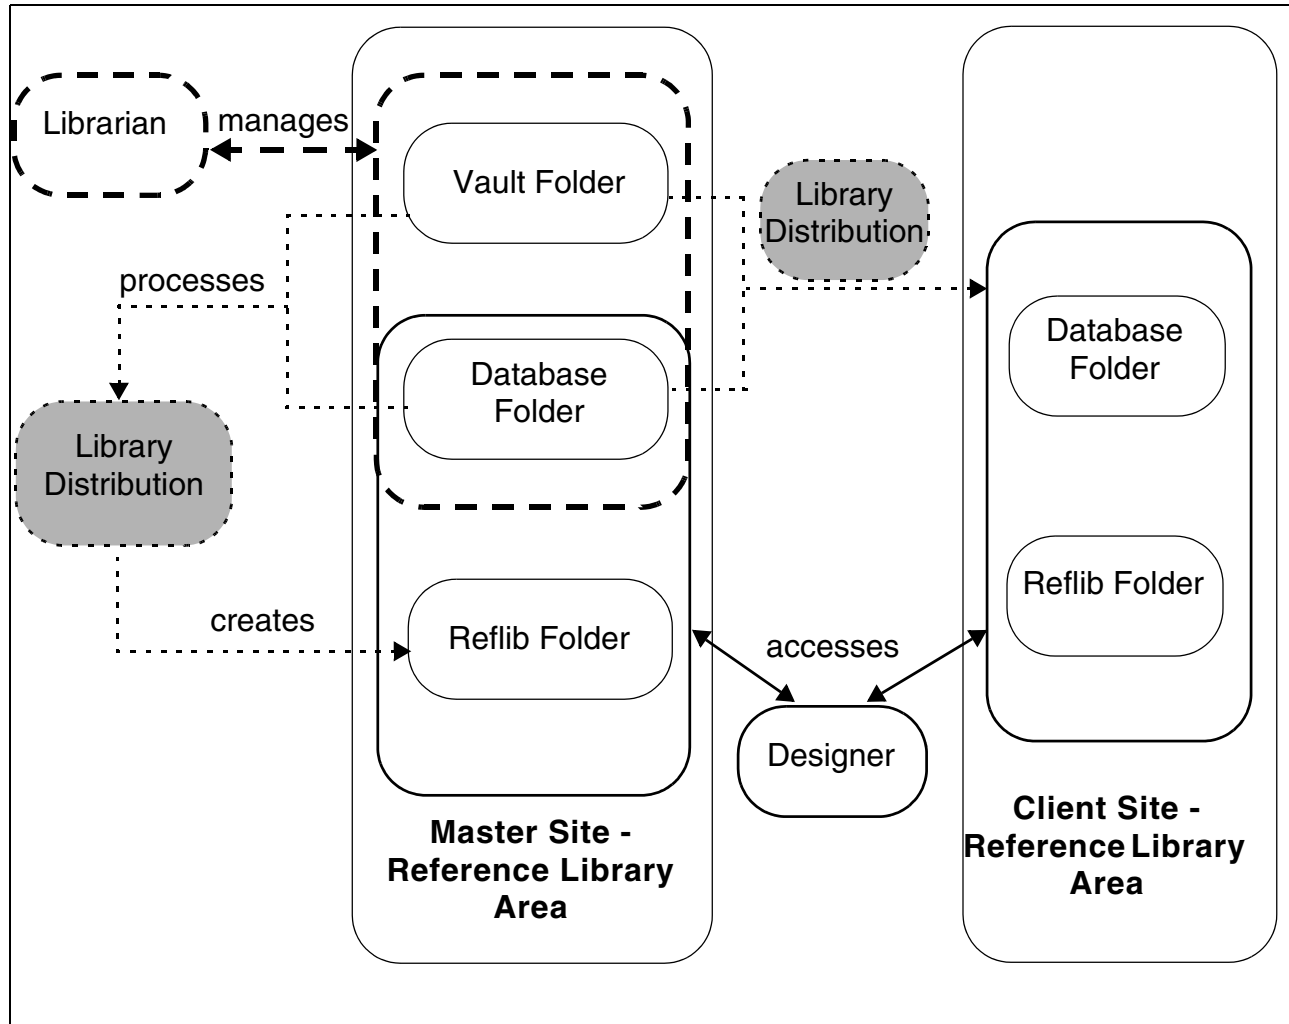 Librarian
manages
Vault Folder
Library
Distribution
processes
Database
Folder
Database
Folder
Library
Distribution
Reflib Folder
creates
Reflib Folder
accesses
Designer
Master Site -
Reference Library
Area
Client Site -
Reference Library
Area